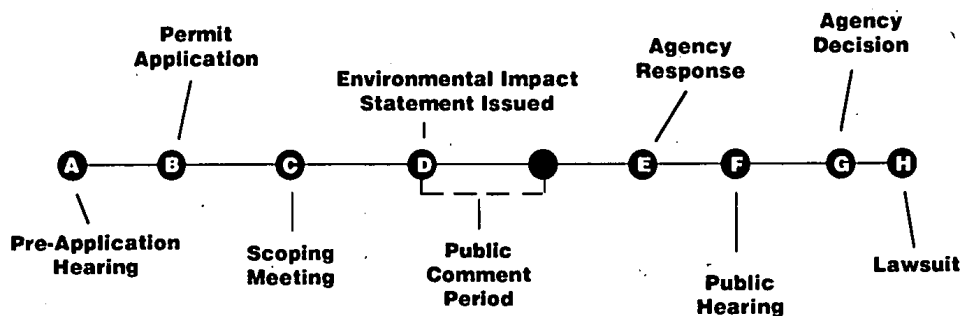 Permit
Application
Environmental Impact
Statement Issued
Agency
Response
Agency
Decision
A
B
C
D
E
F
G
H
Pre-Application
Hearing
Scoping
Meeting
Public
Comment
Period
Public
Hearing
Lawsuit